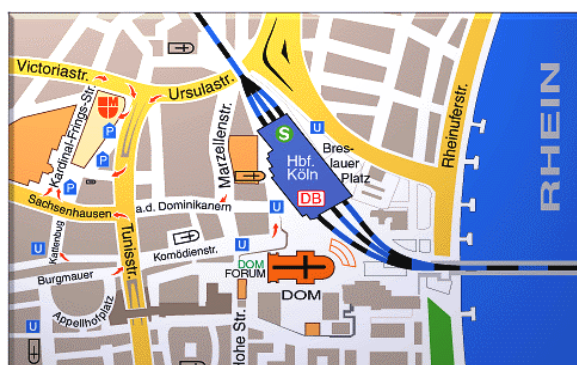 Victoriastr.
Ursulastr.
M
Kardinal-Frings-Str.
P
P
P
Marzellenstr.
S
Hbf.
Köln
DB
U
Bres-
lauer
Platz
Rheinuferstr.
RHEIN
Sachsenhausen
a.d. Dominikanern
U
Kattenbug
U
Tunisstr.
Komödienstr.
U
DOM
FORUM
DOM
Burgmauer
Appellhofplatz
U
Hohe Str.